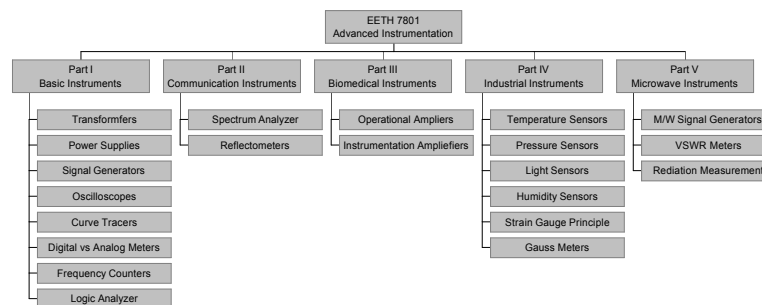 EETH 7801
Advanced Instrumentation
Part I
Basic Instruments
Transformfers
Power Supplies
Signal Generators
Oscilloscopes
Curve Tracers
Digital vs Analog Meters
Frequency Counters
Logic Analyzer
Part II
Communication Instruments
Spectrum Analyzer
Reflectometers
Part III
Biomedical Instruments
Operational Ampliers
Instrumentation Ampliefiers
Part IV
Industrial Instruments
Temperature Sensors
Pressure Sensors
Light Sensors
Humidity Sensors
Strain Gauge Principle
Gauss Meters
Part V
Microwave Instruments
M/W Signal Generators
VSWR Meters
Rediation Measurement